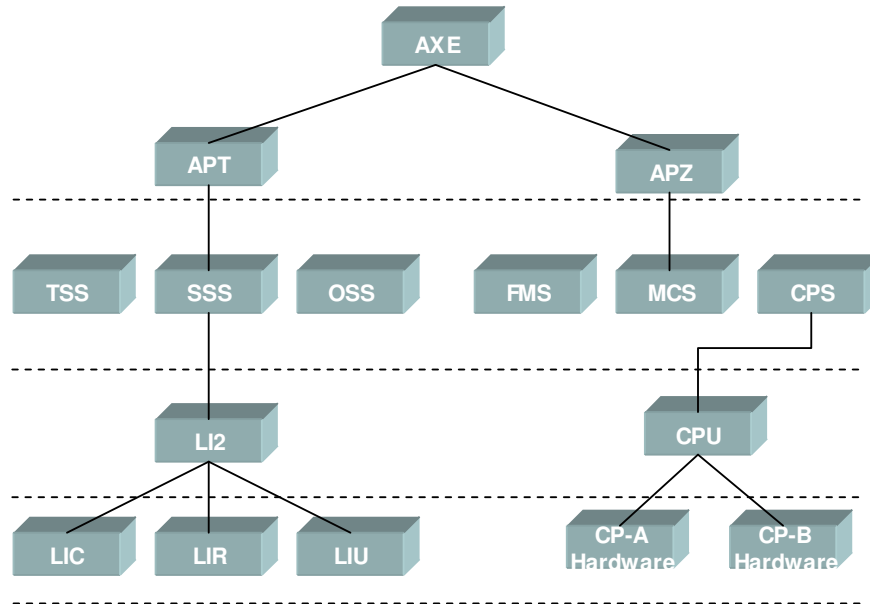 AXE
APT
APZ
TSS
SSS
OSS
FMS
MCS
CPS
LI2
CPU
LIC
LIR
LIU
CP-A
Hardware
CP-B
Hardware